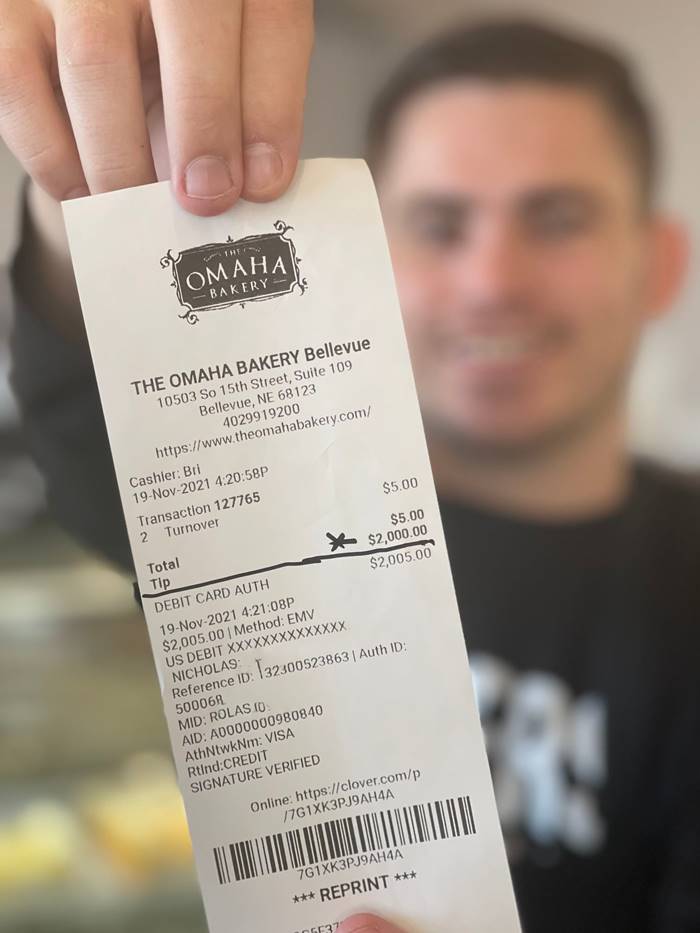 THE
OMAHA
BAKERY
THE OMAHA BAKERY Bellevue
10503 So 15th Street, Suite 109
Bellevue, NE 68123
4029919200
https://www.theomahabakery.com/
Cashier: Bri
19-Nov-2021 4:20:58P
Transaction 127765
2 Turnover $5.00
Total $5.00
Tip $2,000.00
DEBIT CARD AUTH $2,005.00
19-Nov-2021 4:21:08P
$2,005.00 | Method: EMV
US DEBIT XXXXXXXXXXXXXX
NICHOLAS:
Reference ID: 32300523863 | Auth ID:
50006R
MID: ROLAS.ID:
AID: A0000000980840
AthNtwkNm: VISA
RtInd:CREDIT
SIGNATURE VERIFIED
Online: https://clover.com/p
/7G1XK3PJ9AH4A
7G1XK3PJ9AH4A
*** REPRINT ***